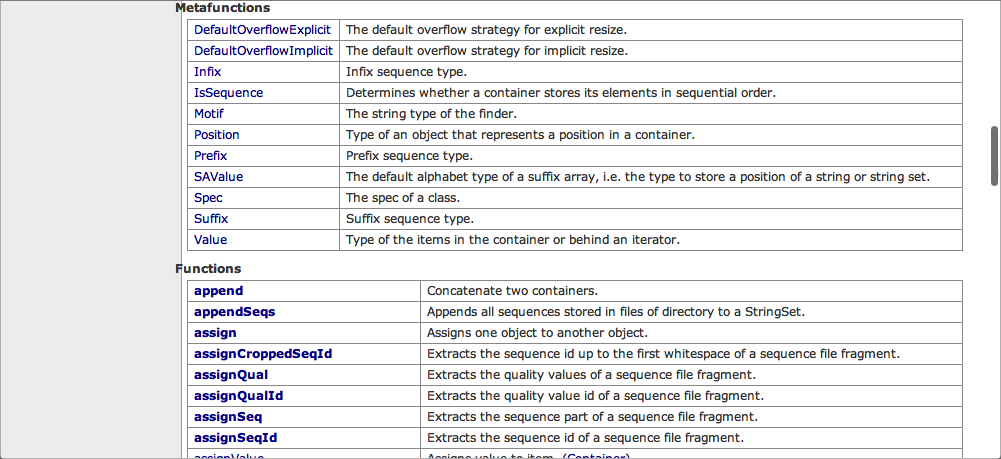 Metafunctions
DefaultOverflowExplicit The default overflow strategy for explicit resize.
DefaultOverflowImplicit The default overflow strategy for implicit resize.
Infix Infix sequence type.
IsSequence Determines whether a container stores its elements in sequential order.
Motif The string type of the finder.
Position Type of an object that represents a position in a container.
Prefix Prefix sequence type.
SAValue The default alphabet type of a suffix array, i.e. the type to store a position of a string or string set.
Spec The spec of a class.
Suffix Suffix sequence type.
Value Type of the items in the container or behind an iterator.
Functions
append Concatenate two containers.
appendSeqs Appends all sequences stored in files of directory to a StringSet.
assign Assigns one object to another object.
assignCroppedSeqId Extracts the sequence id up to the first whitespace of a sequence file fragment.
assignQual Extracts the quality values of a sequence file fragment.
assignQualId Extracts the quality value id of a sequence file fragment.
assignSeq Extracts the sequence part of a sequence file fragment.
assignSeqId Extracts the sequence id of a sequence file fragment.
assignValue Assigns value to item. (Container)